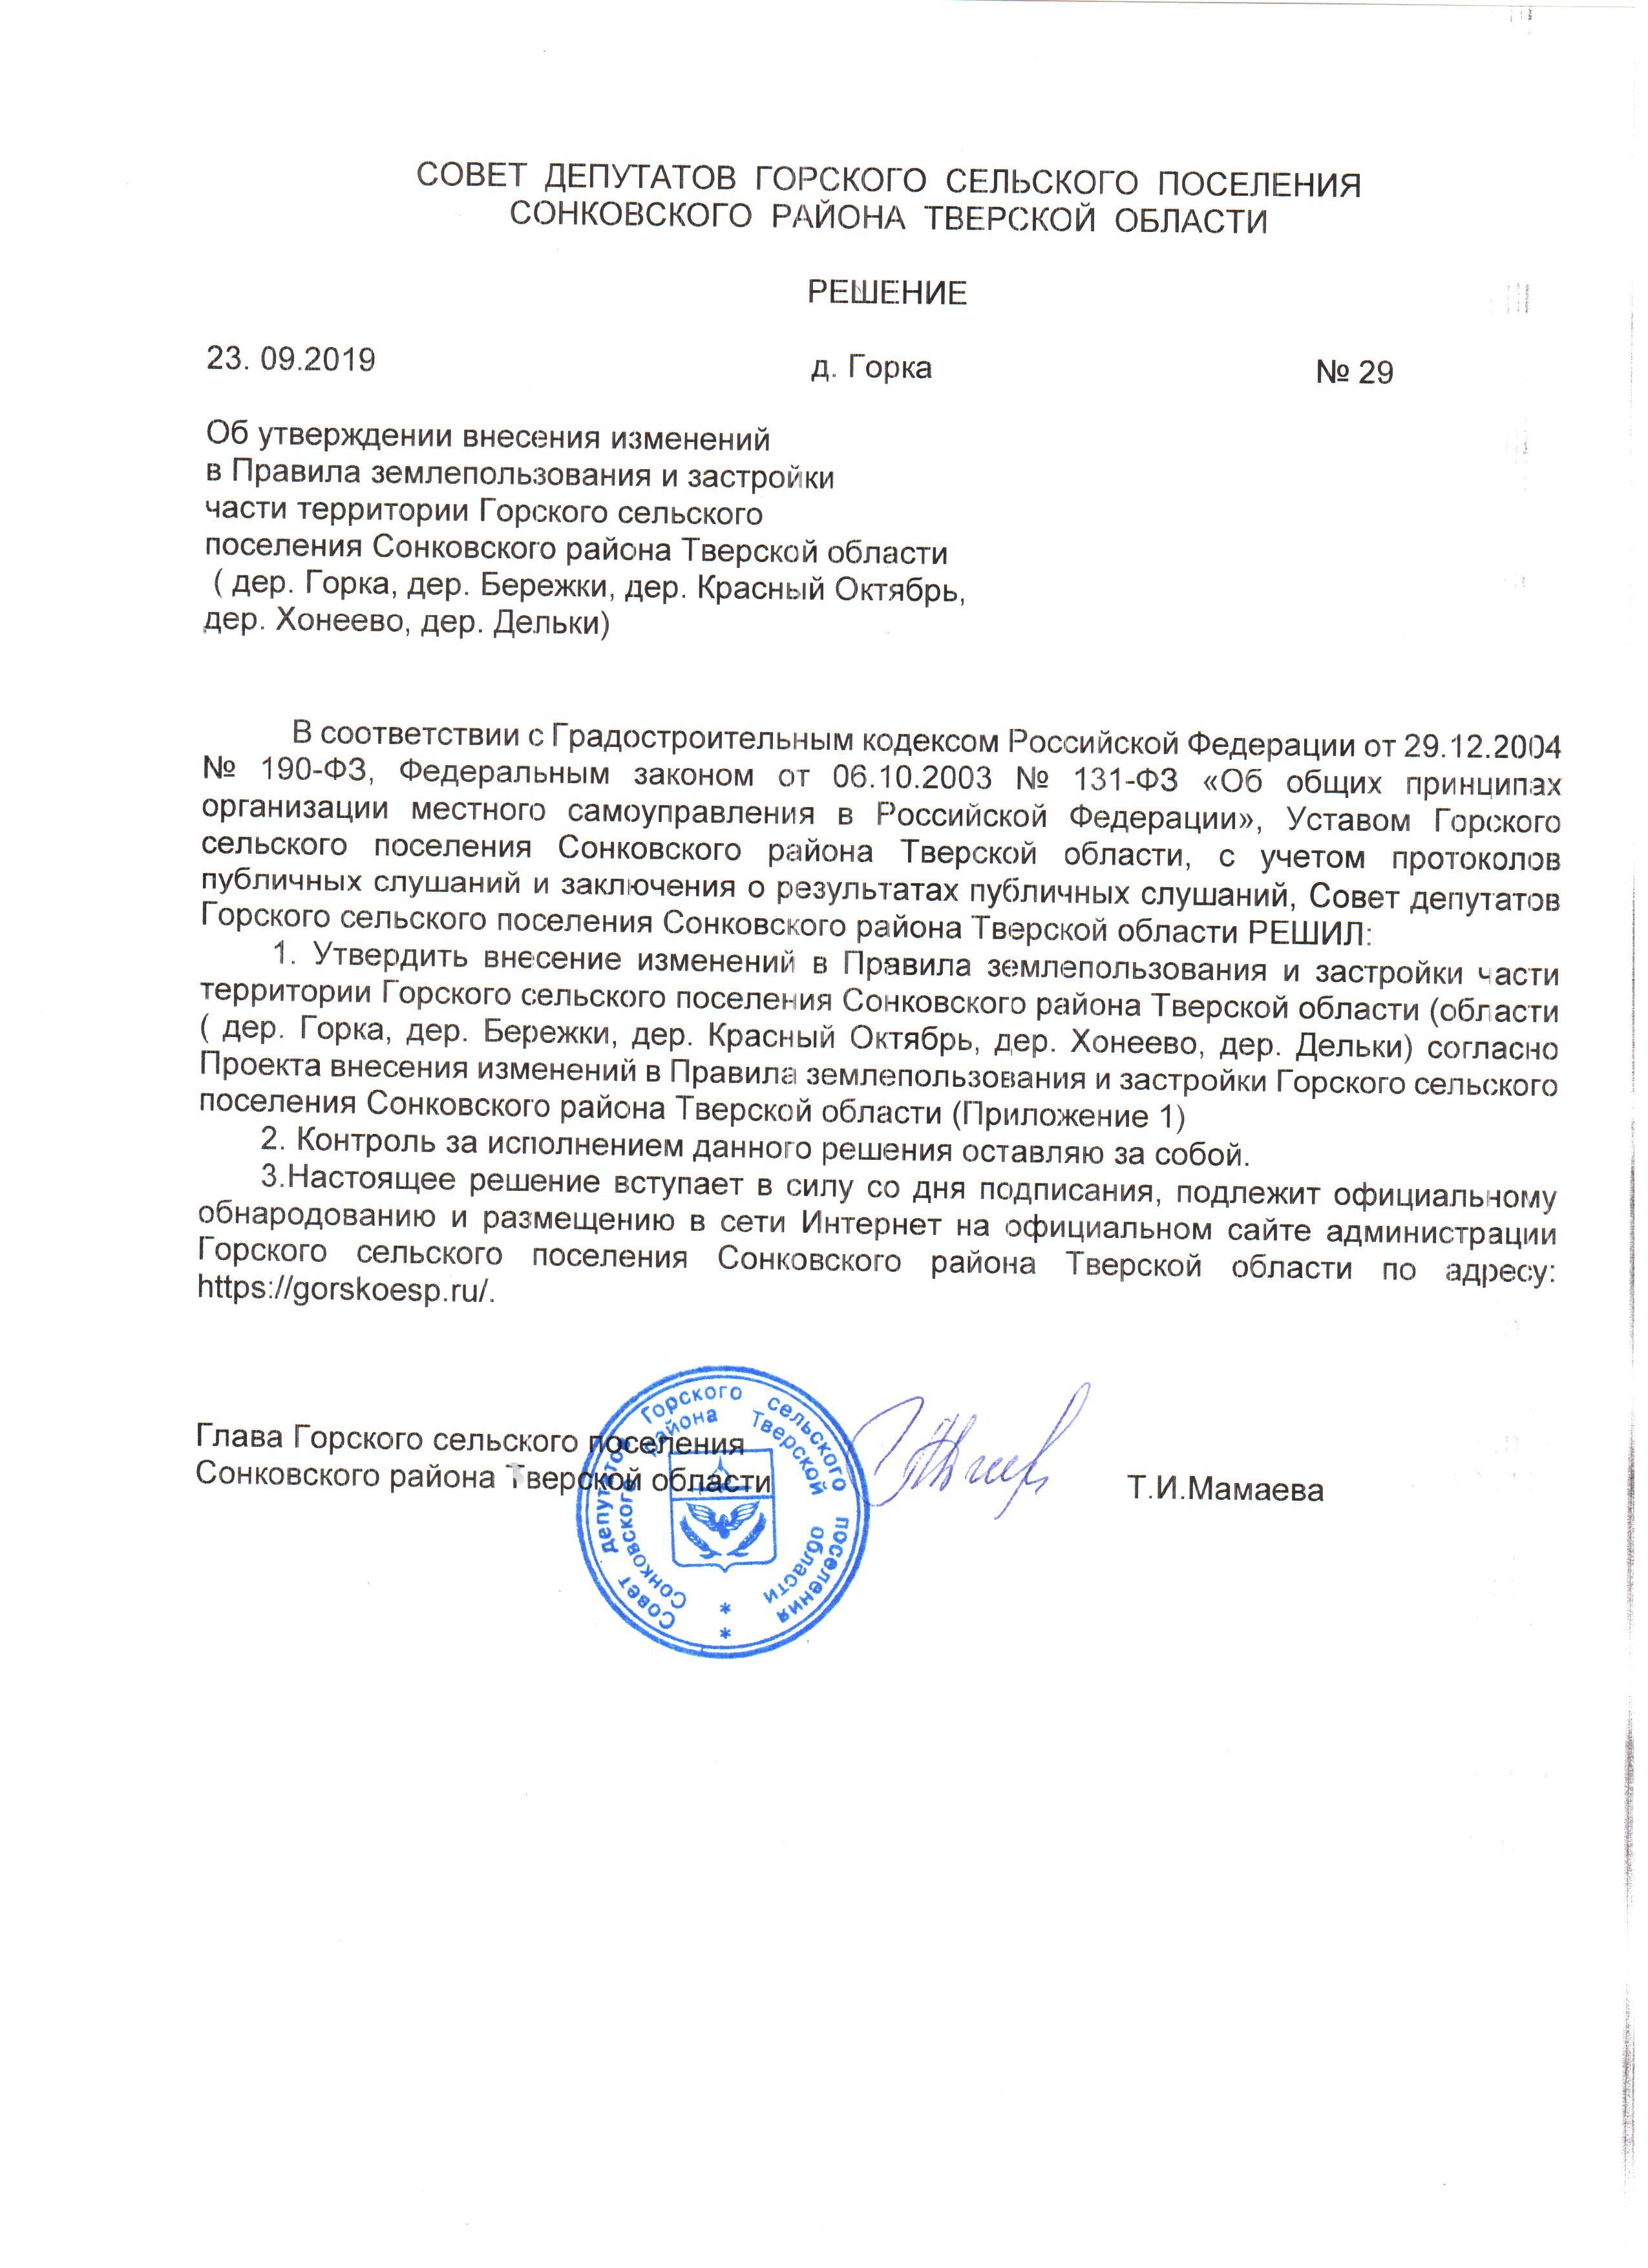 СОВЕТ ДЕПУТАТОВ ГОРСКОГО СЕЛЬСКОГО ПОСЕЛЕНИЯ
СОНКОВСКОГО РАЙОНА ТВЕРСКОЙ ОБЛАСТИ
РЕШЕНИЕ
23. 09.2019 д. Горка № 29
Об утверждении внесения изменений
в Правила землепользования и застройки
части территории Горского сельского
поселения Сонковского района Тверской области
( дер. Горка, дер. Бережки, дер. Красный Октябрь,
дер. Хонеево, дер. Дельки)
В соответствии с Градостроительным кодексом Российской Федерации от 29.12.2004
№ 190-ФЗ, Федеральным законом от 06.10.2003 № 131-ФЗ «Об общих принципах
организации местного самоуправления в Российской Федерации», Уставом Горского
сельского поселения Сонковского района Тверской области, с учетом протоколов
публичных слушаний и заключения о результатах публичных слушаний, Совет депутатов
Горского сельского поселения Сонковского района Тверской области РЕШИЛ:
1. Утвердить внесение изменений в Правила землепользования и застройки части
территории Горского сельского поселения Сонковского района Тверской области (области
( дер. Горка, дер. Бережки, дер. Красный Октябрь, дер. Хонеево, дер. Дельки) согласно
Проекта внесения изменений в Правила землепользования и застройки Горского сельского
поселения Сонковского района Тверской области (Приложение 1)
2. Контроль за исполнением данного решения оставляю за собой.
3.Настоящее решение вступает в силу со дня подписания, подлежит официальному
обнародованию и размещению в сети Интернет на официальном сайте администрации
Горского сельского поселения Сонковского района Тверской области по адресу:
https://gorskoesp.ru/.
Глава Горского сельского поселения
Сонковского района Тверской области Т.И.Мамаева
Совет депутатов Горского сельского поселения
Сонковского района Тверской области
* *